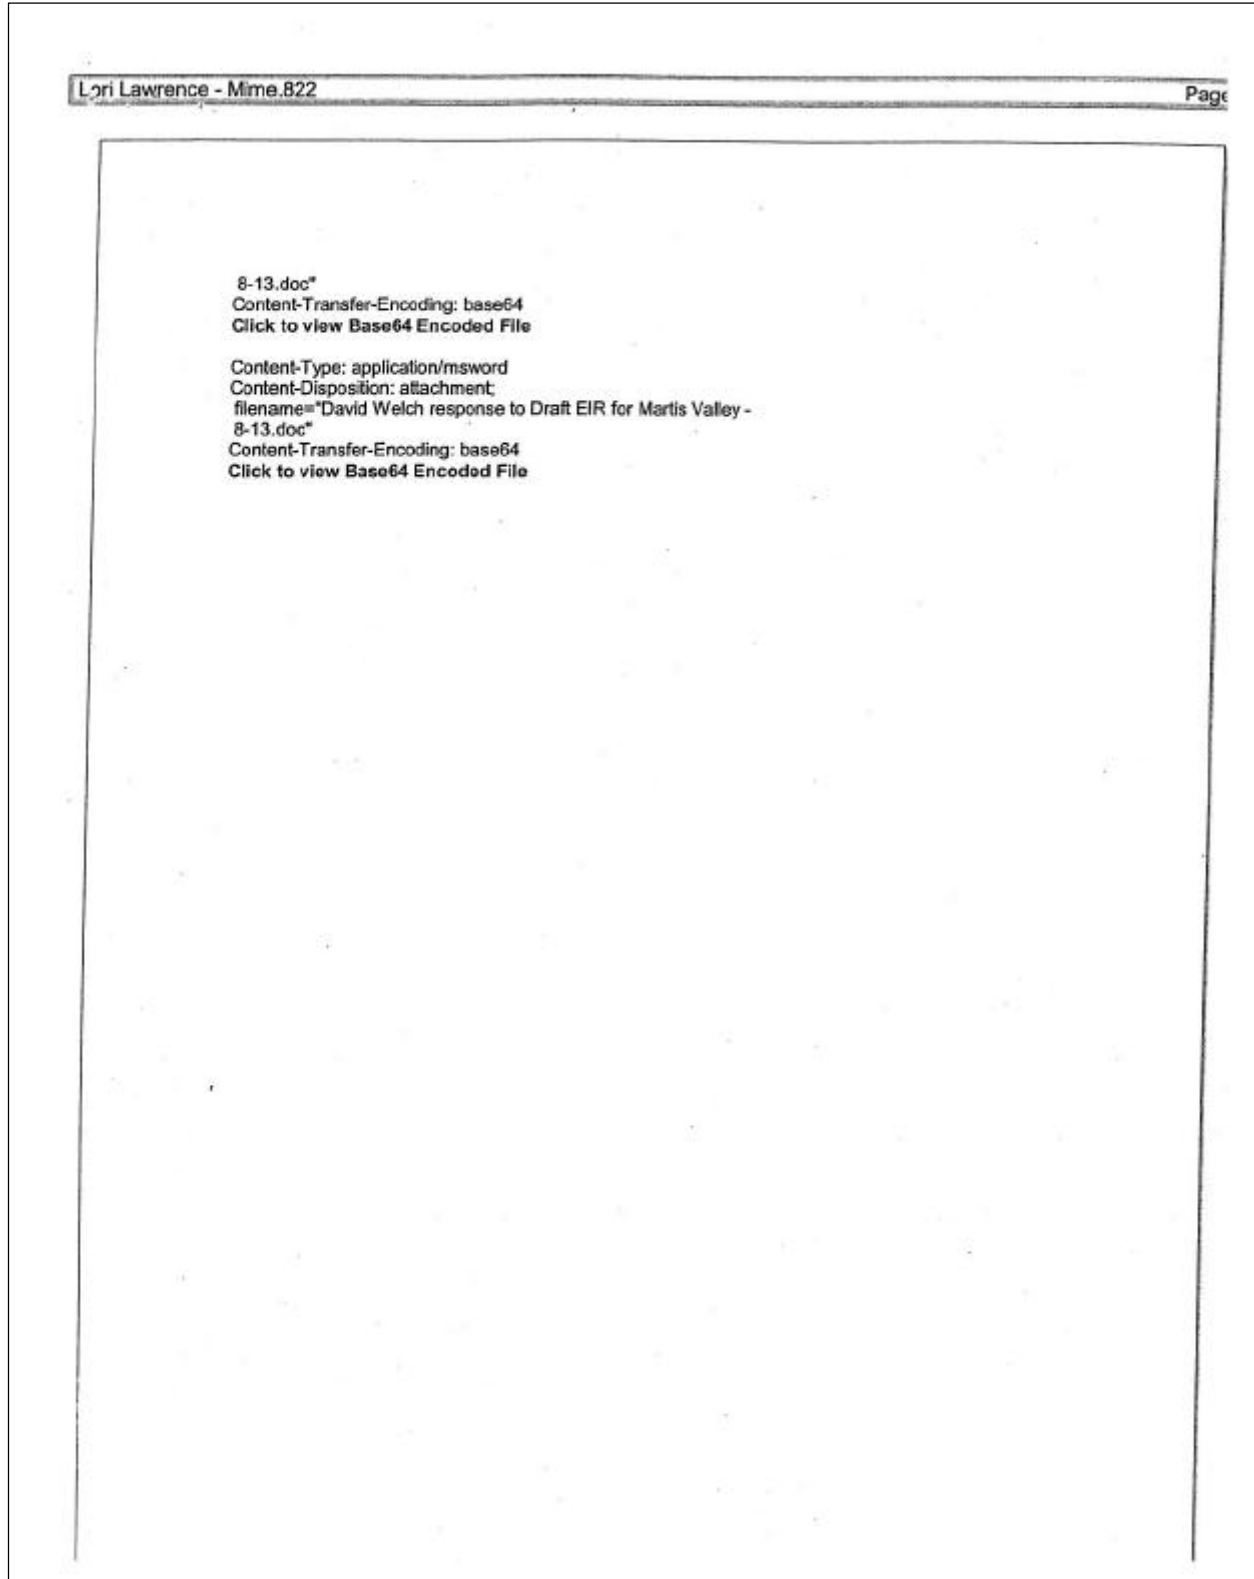 Lori Lawrence - Mime.822
Page
8-13.doc"
Content-Transfer-Encoding: base64
Click to view Base64 Encoded File
Content-Type: application/msword
Content-Disposition: attachment;
filename="David Welch response to Draft EIR for Martis Valley -
8-13.doc"
Content-Transfer-Encoding: base64
Click to view Base64 Encoded File